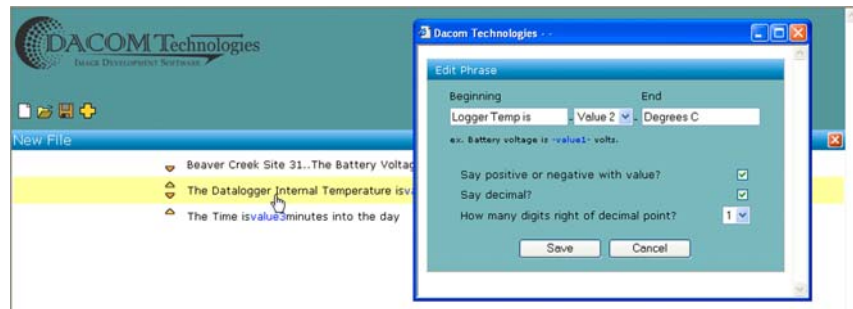 DACOM Technologies
IMAGE DEVELOPMENT SOFTWARE
New File
Beaver Creek Site 31..The Battery Voltag
The Datalogger Internal Temperature isva
The Time isvalue3minutes into the day
Dacom Technologies - -
Edit Phrase
Beginning End
Logger Temp is - Value 2 - Degrees C
ex. Battery voltage is -value1- volts.
Say positive or negative with value?
Say decimal?
How many digits right of decimal point? 1
Save Cancel